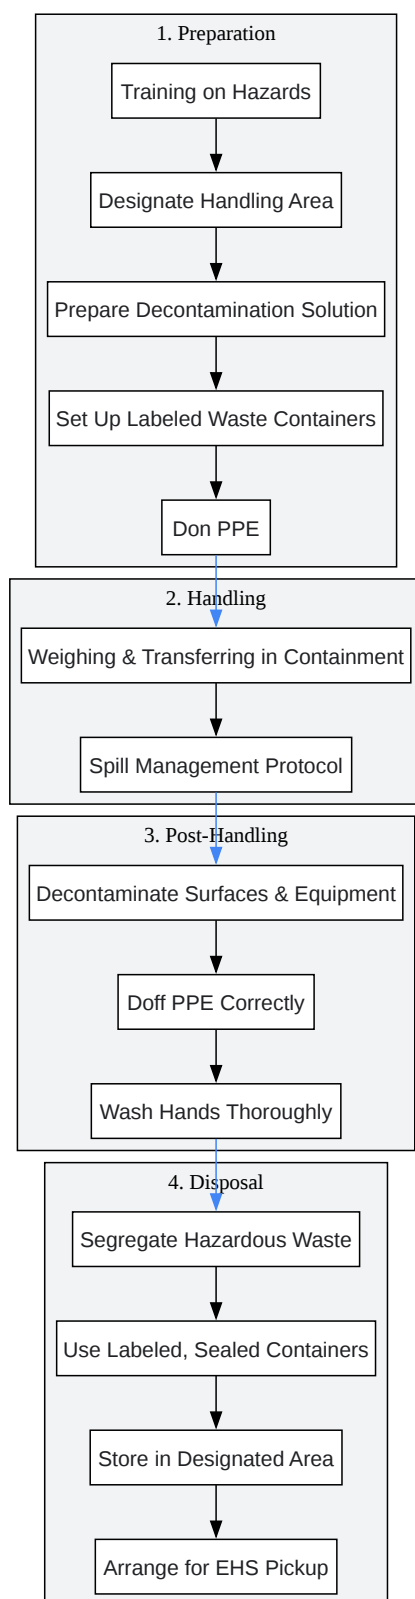 1. Preparation
Training on Hazards
Designate Handling Area
Prepare Decontamination Solution
Set Up Labeled Waste Containers
Don PPE
2. Handling
Weighing & Transferring in Containment
Spill Management Protocol
3. Post-Handling
Decontaminate Surfaces & Equipment
Doff PPE Correctly
Wash Hands Thoroughly
4. Disposal
Segregate Hazardous Waste
Use Labeled, Sealed Containers
Store in Designated Area
Arrange for EHS Pickup